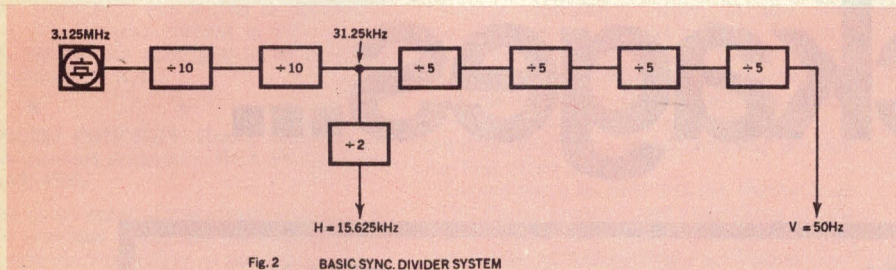 3.125MHz
31.25kHz
÷10
÷10
÷5
÷5
÷5
÷5
÷2
H = 15.625kHz
V = 50Hz
Fig. 2 BASIC SYNC. DIVIDER SYSTEM